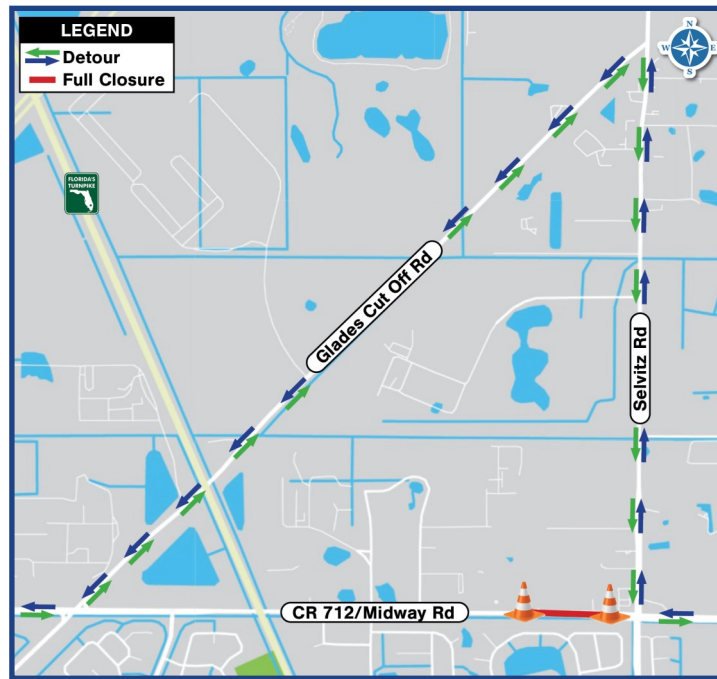 LEGEND
Detour
Full Closure
N
W E
S
FLORIDA'S
TURNPIKE
Glades Cut Off Rd
Selvitz Rd
CR 712/Midway Rd